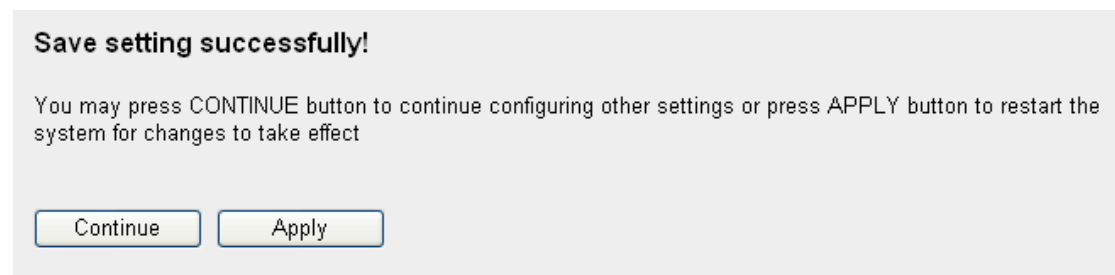 Save setting successfully!
You may press CONTINUE button to continue configuring other settings or press APPLY button to restart the
system for changes to take effect
Continue
Apply